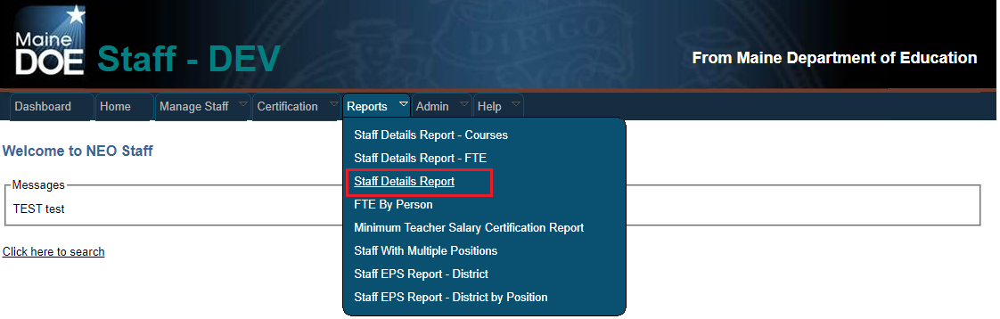 Maine
DOE
Staff - DEV
From Maine Department of Education
DIRIGO
Dashboard Home Manage Staff Certification Reports Admin Help
Staff Details Report - Courses
Welcome to NEO Staff
Staff Details Report - FTE
Messages
Staff Details Report
TEST test
FTE By Person
Minimum Teacher Salary Certification Report
Click here to search
Staff With Multiple Positions
Staff EPS Report - District
Staff EPS Report - District by Position